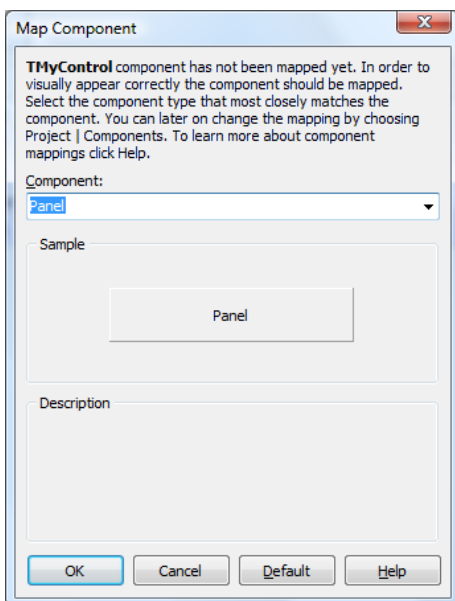 Map Component
TMyControl component has not been mapped yet. In order to
visually appear correctly the component should be mapped.
Select the component type that most closely matches the
component. You can later on change the mapping by choosing
Project | Components. To learn more about component
mappings click Help.
Component:
Panel
Sample
Panel
Description
OK Cancel Default Help